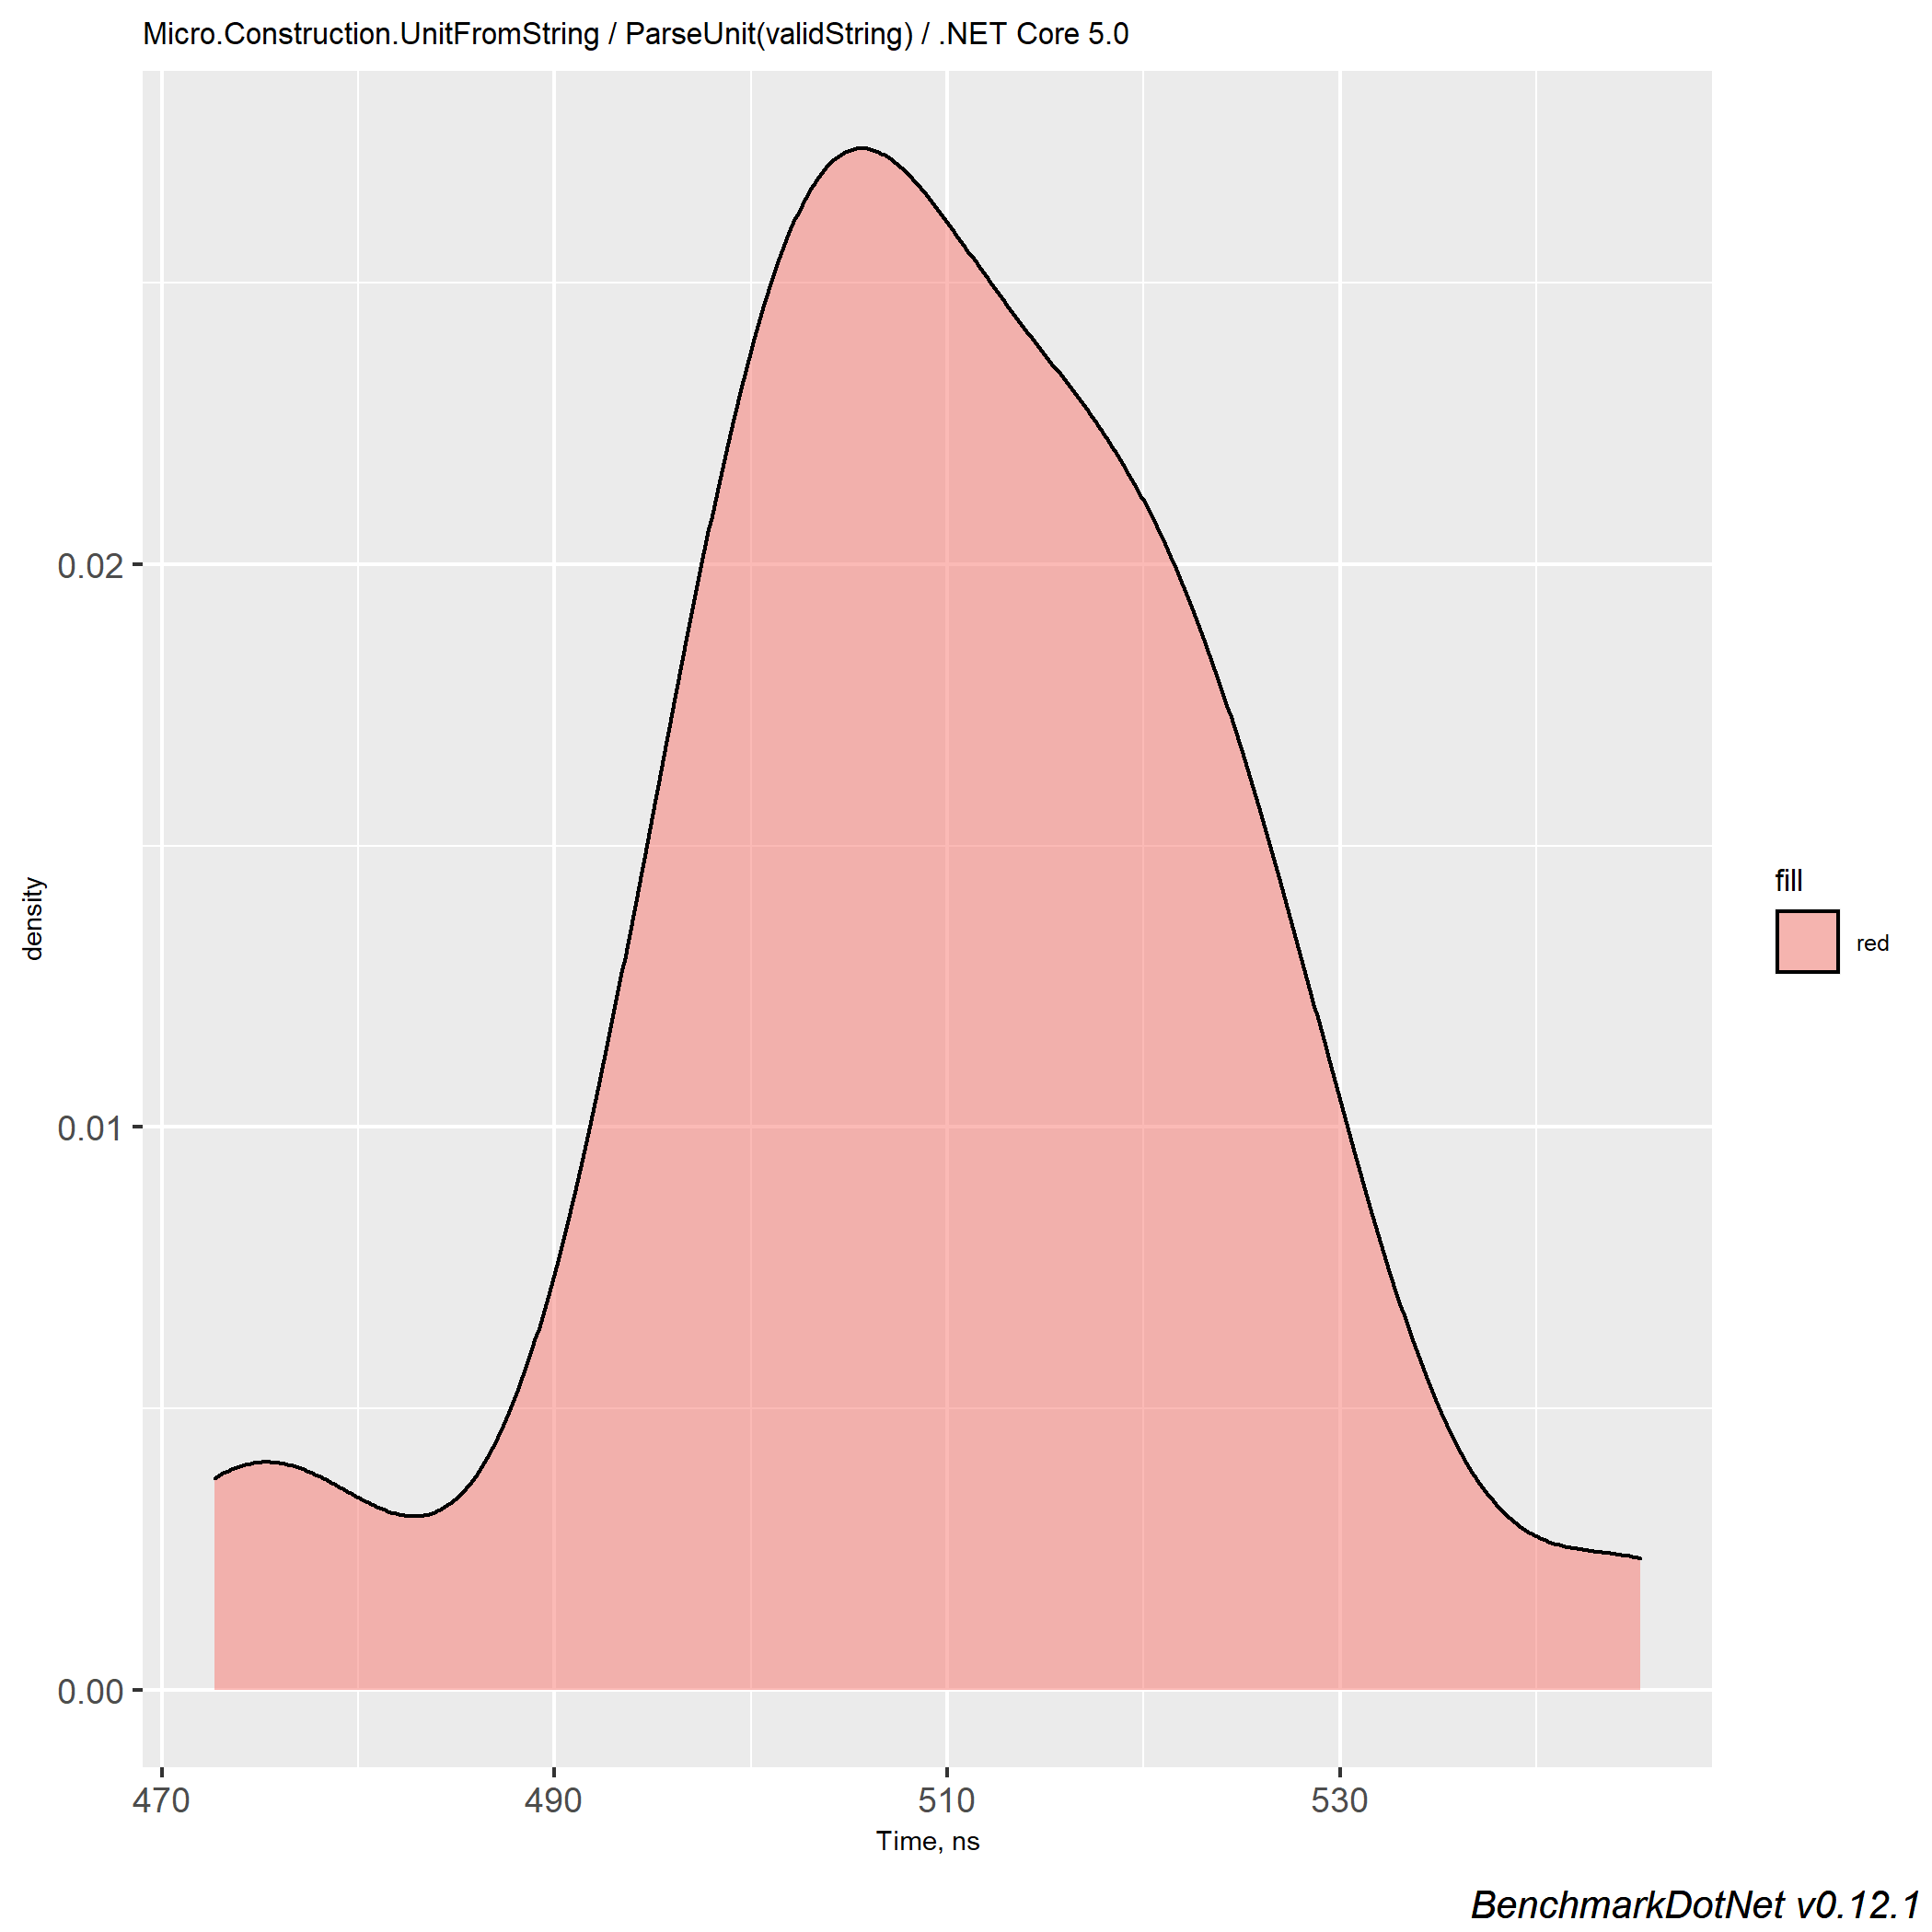 Micro.Construction.UnitFromString / ParseUnit(validString) / .NET Core 5.0
0.02
0.01
0.00
density
470 490 510 530
Time, ns
fill
red
BenchmarkDotNet v0.12.1